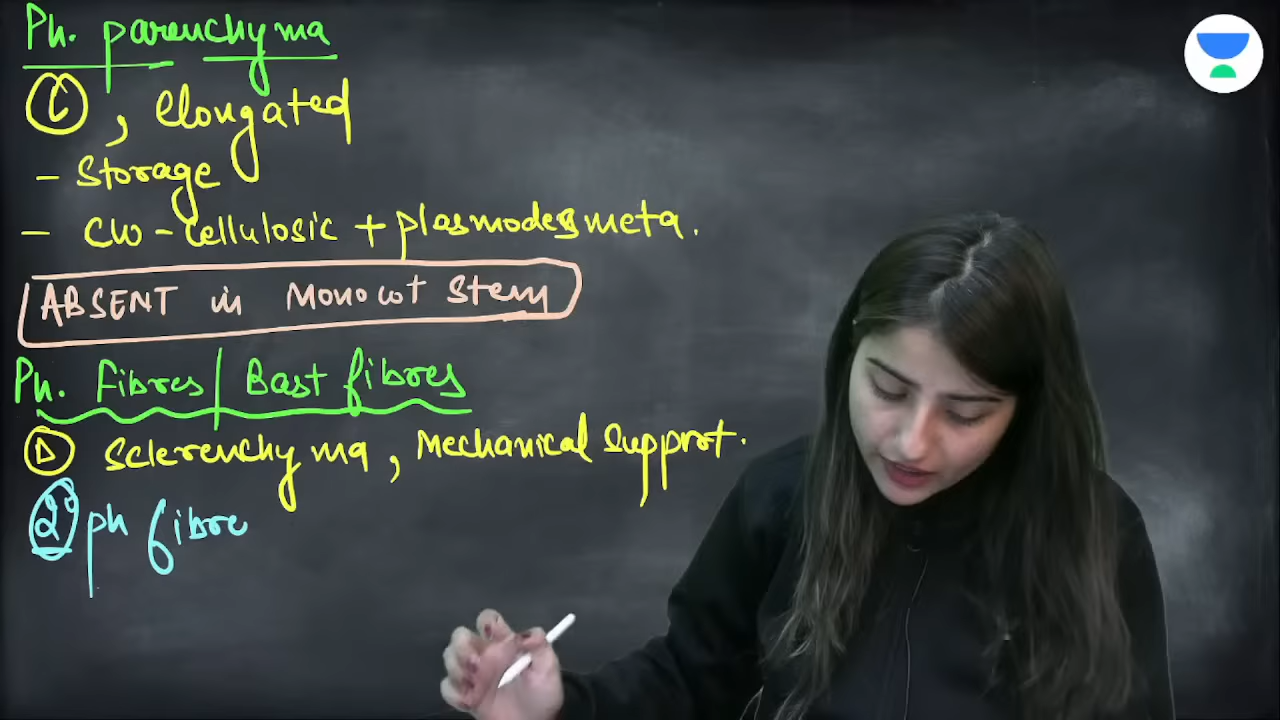 Ph. parenchyma
L, elongated
- Storage
- CW - cellulosic + plasmodesmeta.
ABSENT in Monocot Stem
Ph. Fibres | Bast fibres
D Sclerenchyma, Mechanical Support.
2° ph fibre